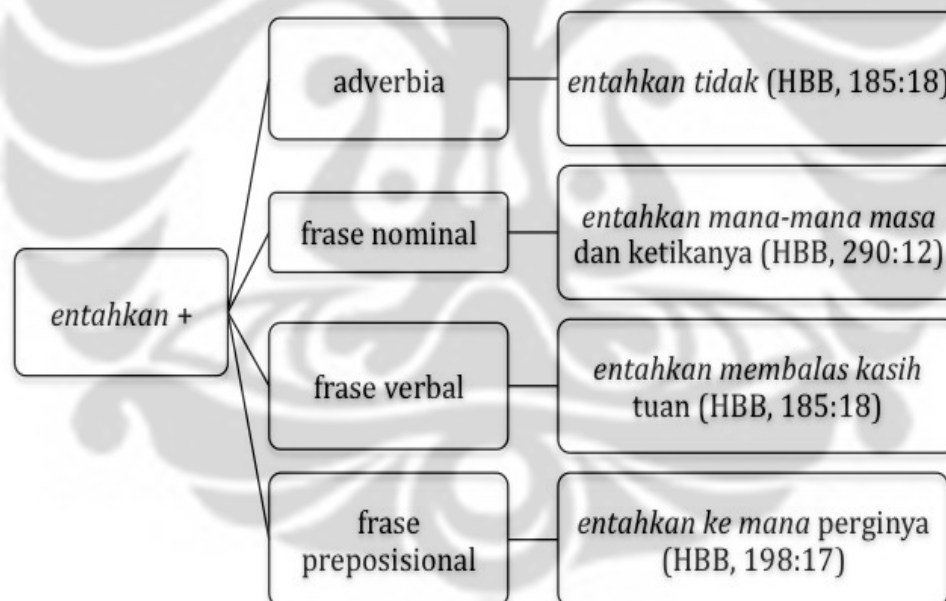 entahkan +
adverbia
entahkan tidak (HBB, 185:18)
frase nominal
entahkan mana-mana masa
dan ketikanya (HBB, 290:12)
frase verbal
entahkan membalas kasih
tuan (HBB, 185:18)
frase
preposisional
entahkan ke mana perginya
(HBB, 198:17)